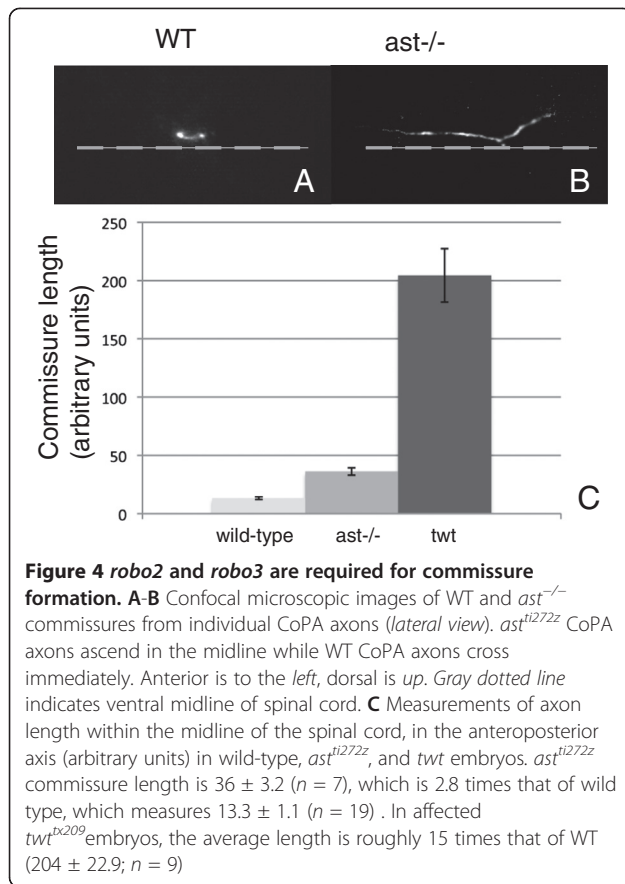 WT ast-/-
A B
250
200
150
100
50
0
Commissure length
(arbitrary units)
wild-type ast-/- twt
C
Figure 4 robo2 and robo3 are required for commissure
formation. A-B Confocal microscopic images of WT and ast−/−
commissures from individual CoPA axons (lateral view). astti272z CoPA
axons ascend in the midline while WT CoPA axons cross
immediately. Anterior is to the left, dorsal is up. Gray dotted line
indicates ventral midline of spinal cord. C Measurements of axon
length within the midline of the spinal cord, in the anteroposterior
axis (arbitrary units) in wild-type, astti272z, and twt embryos. astti272z
commissure length is 36 ± 3.2 (n = 7), which is 2.8 times that of wild
type, which measures 13.3 ± 1.1 (n = 19) . In affected
twttx209embryos, the average length is roughly 15 times that of WT
(204 ± 22.9; n = 9)